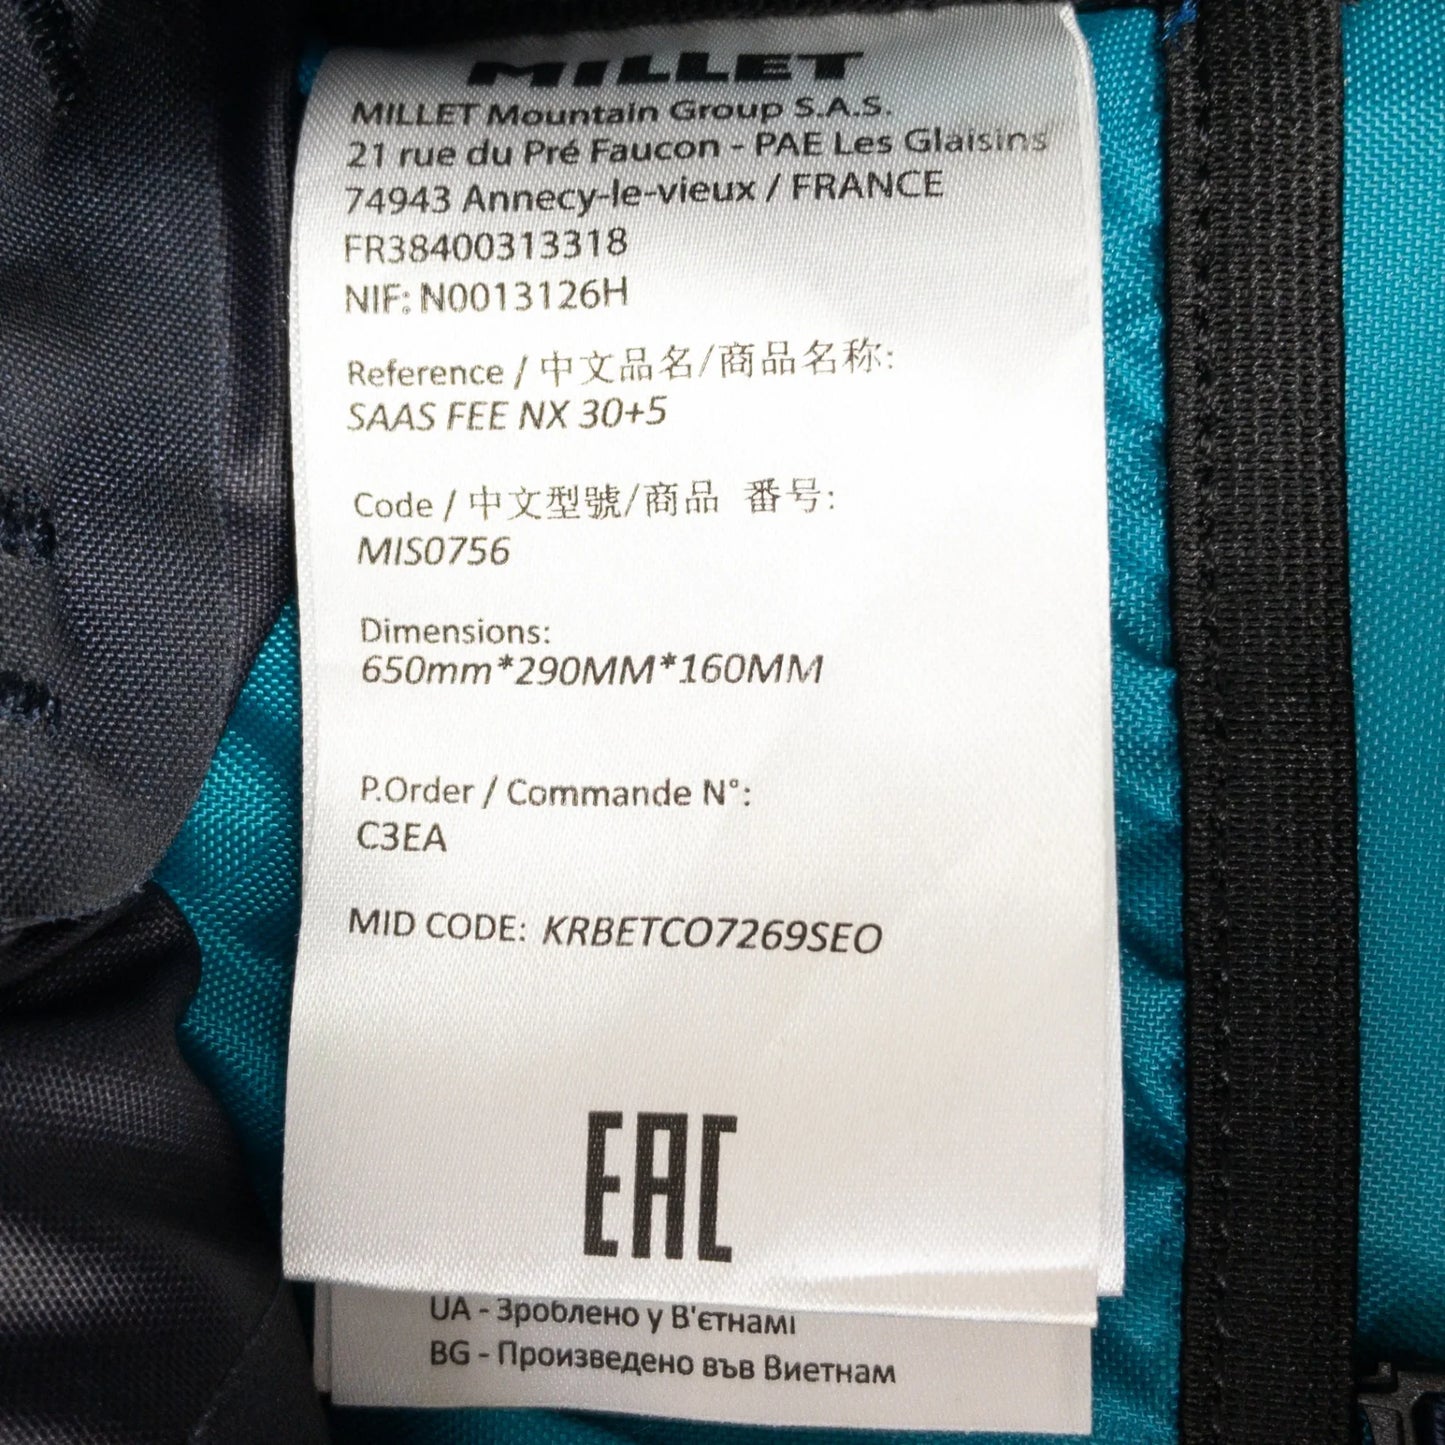 MILLET
MILLET Mountain Group S.A.S.
21 rue du Pré Faucon - PAE Les Glaisins
74943 Annecy-le-vieux / FRANCE
FR38400313318
NIF: N0013126H
Reference / 中文品名/商品名称:
SAAS FEE NX 30+5
Code / 中文型號/商品 番号:
MIS0756
Dimensions:
650mm*290MM*160MM
P.Order / Commande N°:
C3EA
MID CODE: KRBETCO7269SEO
EAC
UA - Зроблено у В'єтнамі
BG - Произведено във Виетнам